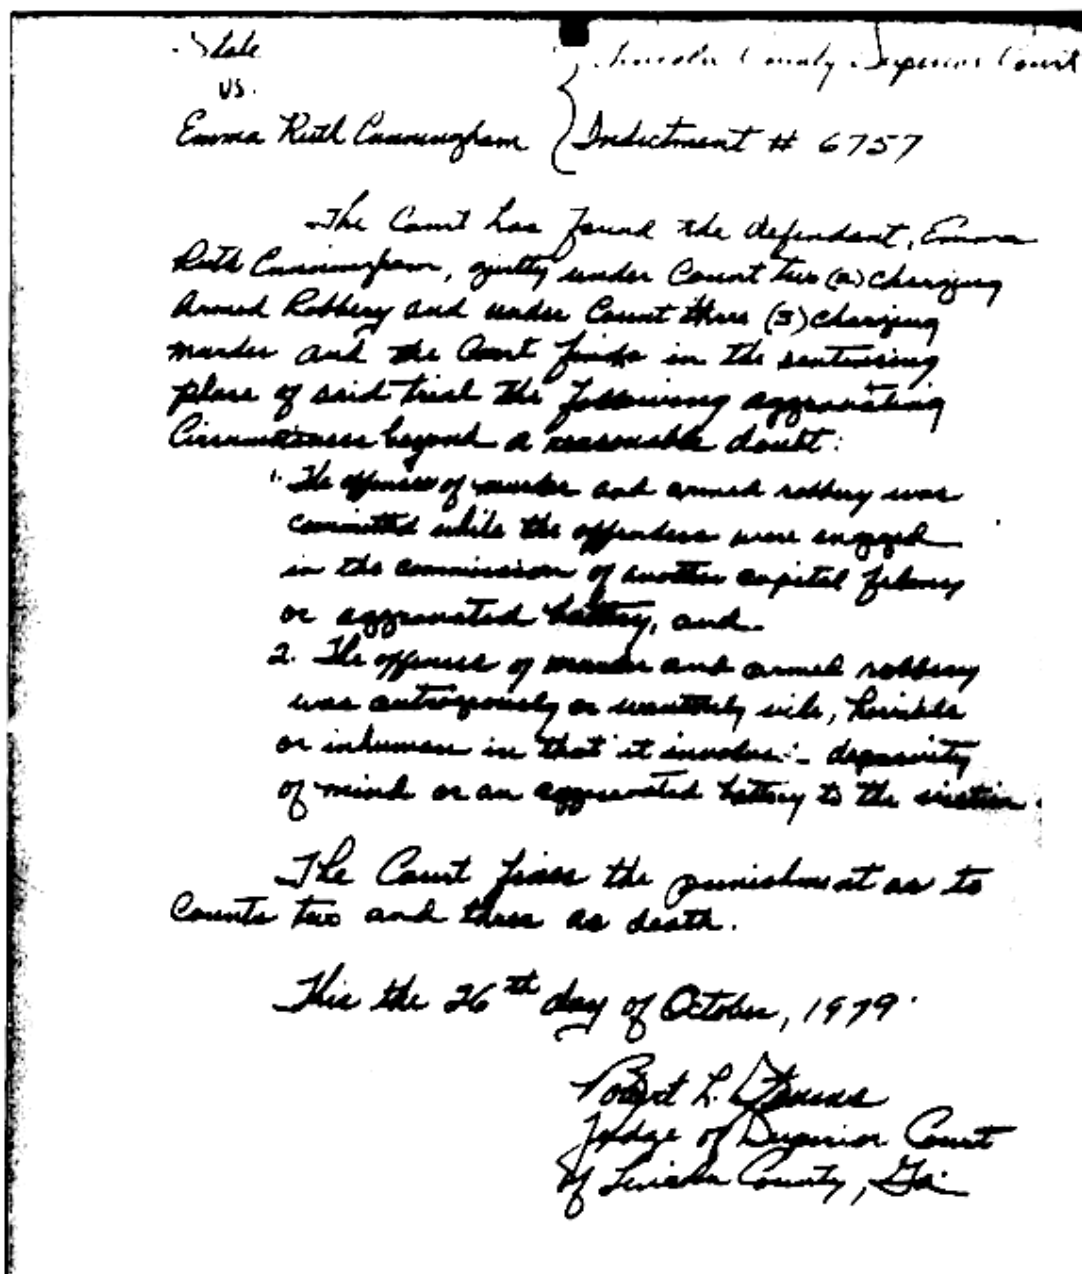 State
vs.
Emma Ruth Cunningham
Lincoln County Superior Court
Indictment # 6757
The Court has found the defendant, Emma
Ruth Cunningham, guilty under Count two (2) charging
Armed Robbery and under Count three (3) charging
murder and the Court finds in the sentencing
phase of said trial the following aggravating
Circumstances beyond a reasonable doubt:
1. The offenses of murder and armed robbery was
committed while the offenders were engaged
in the commission of another capital felony
or aggravated battery, and
2. The offenses of murder and armed robbery
was outrageously or wantonly vile, horrible
or inhuman in that it involves depravity
of mind or an aggravated battery to the victim.
The Court fixes the punishment as to
Counts two and three as death.
This the 26th day of October, 1979
Robert L.
Judge of Superior Court
of Lincoln County, Ga.